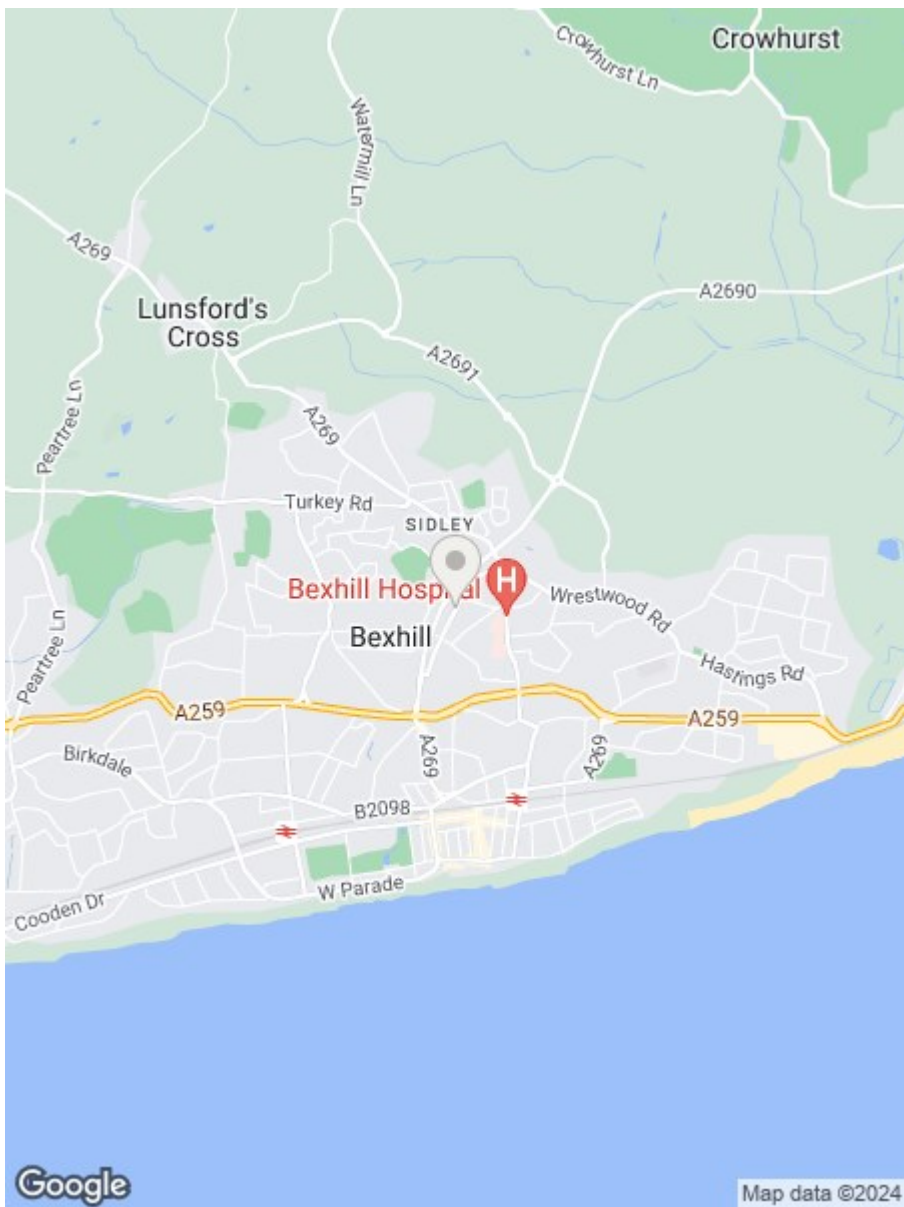 Crowhurst
Crowhurst Ln
Watermill Ln
A269
A2690
Lunsford's
Cross
A2691
Peartree Ln
A269
Turkey Rd
SIDLEY
Bexhill Hospital
H
Wrestwood Rd
Bexhill
Peartree Ln
Hastings Rd
A259
A259
Birkdale
A269
A269
B2098
W Parade
Cooden Dr
Google
Map data ©2024